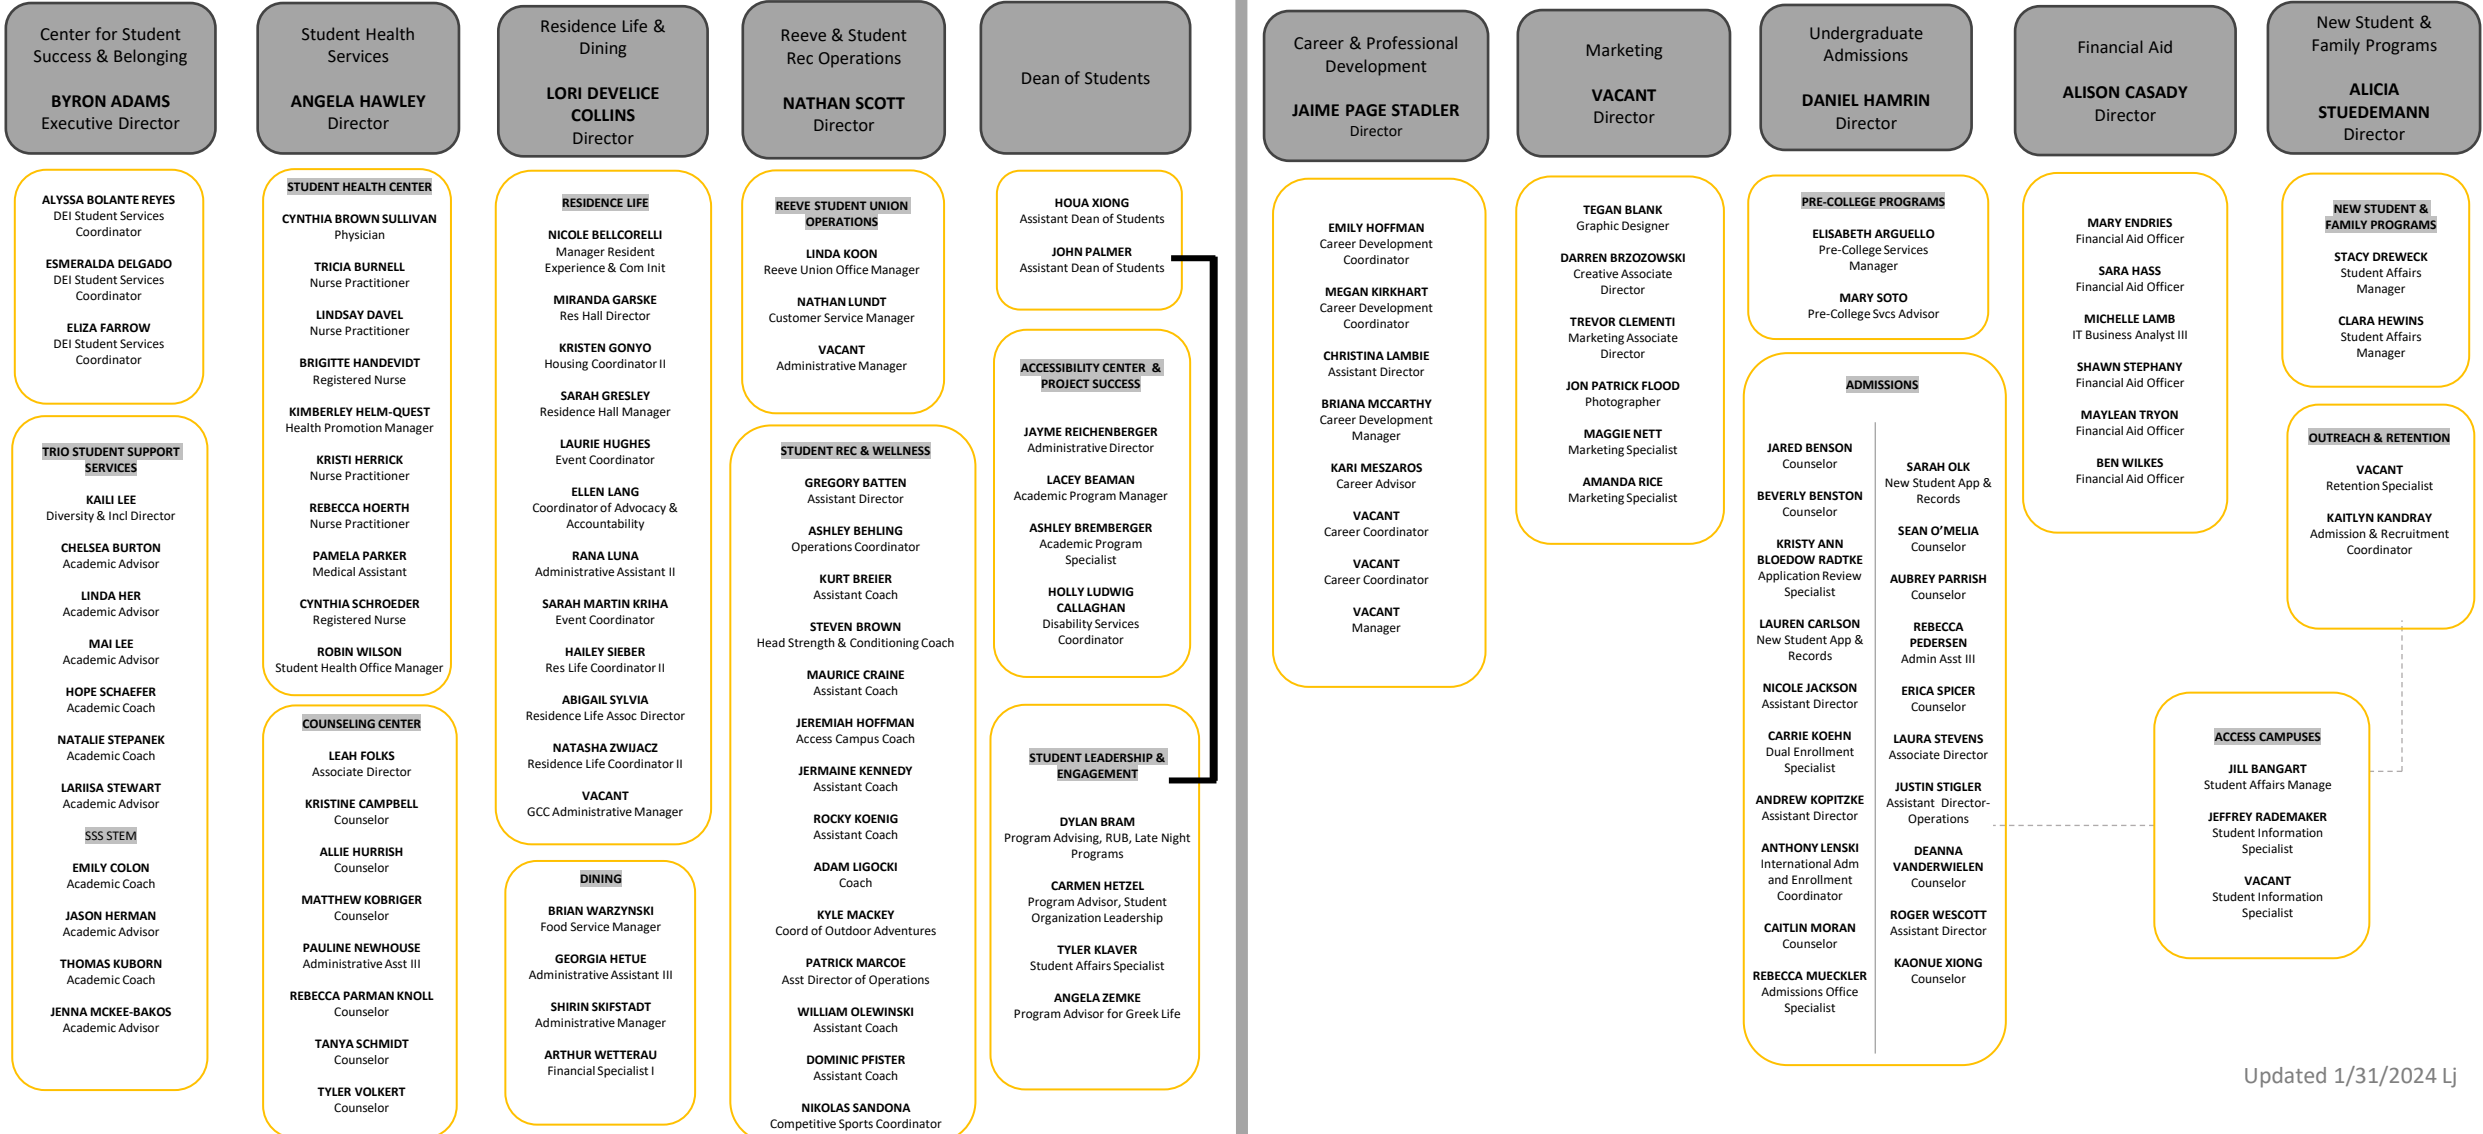 Center for Student
Success & Belonging
BYRON ADAMS
Executive Director
ALYSSA BOLANTE REYES
DEI Student Services
Coordinator
ESMERALDA DELGADO
DEI Student Services
Coordinator
ELIZA FARROW
DEI Student Services
Coordinator
TRIO STUDENT SUPPORT
SERVICES
KAILI LEE
Diversity & Incl Director
CHELSEA BURTON
Academic Advisor
LINDA HER
Academic Advisor
MAI LEE
Academic Advisor
HOPE SCHAEFER
Academic Coach
NATALIE STEPANEK
Academic Coach
LARIISA STEWART
Academic Advisor
SSS STEM
EMILY COLON
Academic Coach
JASON HERMAN
Academic Advisor
THOMAS KUBORN
Academic Coach
JENNA MCKEE-BAKOS
Academic Advisor
Student Health
Services
ANGELA HAWLEY
Director
STUDENT HEALTH CENTER
CYNTHIA BROWN SULLIVAN
Physician
TRICIA BURNELL
Nurse Practitioner
LINDSAY DAVEL
Nurse Practitioner
BRIGITTE HANDEVIDT
Registered Nurse
KIMBERLEY HELM-QUEST
Health Promotion Manager
KRISTI HERRICK
Nurse Practitioner
REBECCA HOERTH
Nurse Practitioner
PAMELA PARKER
Medical Assistant
CYNTHIA SCHROEDER
Registered Nurse
ROBIN WILSON
Student Health Office Manager
COUNSELING CENTER
LEAH FOLKS
Associate Director
KRISTINE CAMPBELL
Counselor
ALLIE HURRISH
Counselor
MATTHEW KOBRIGER
Counselor
PAULINE NEWHOUSE
Administrative Asst III
REBECCA PARMAN KNOLL
Counselor
TANYA SCHMIDT
Counselor
TYLER VOLKERT
Counselor
Residence Life &
Dining
LORI DEVELICE
COLLINS
Director
RESIDENCE LIFE
NICOLE BELLCORELLI
Manager Resident
Experience & Com Init
MIRANDA GARSKE
Res Hall Director
KRISTEN GONYO
Housing Coordinator II
SARAH GRESLEY
Residence Hall Manager
LAURIE HUGHES
Event Coordinator
ELLEN LANG
Coordinator of Advocacy &
Accountability
RANA LUNA
Administrative Assistant II
SARAH MARTIN KRIHA
Event Coordinator
HAILEY SIEBER
Res Life Coordinator II
ABIGAIL SYLVIA
Residence Life Assoc Director
NATASHA ZWIJACZ
Residence Life Coordinator II
VACANT
GCC Administrative Manager
DINING
BRIAN WARZYNSKI
Food Service Manager
GEORGIA HETUE
Administrative Assistant III
SHIRIN SKIFSTADT
Administrative Manager
ARTHUR WETTERAU
Financial Specialist I
Reeve & Student
Rec Operations
NATHAN SCOTT
Director
REEVE STUDENT UNION
OPERATIONS
LINDA KOON
Reeve Union Office Manager
NATHAN LUNDT
Customer Service Manager
VACANT
Administrative Manager
STUDENT REC & WELLNESS
GREGORY BATTEN
Assistant Director
ASHLEY BEHLING
Operations Coordinator
KURT BREIER
Assistant Coach
STEVEN BROWN
Head Strength & Conditioning Coach
MAURICE CRAINE
Assistant Coach
JEREMIAH HOFFMAN
Access Campus Coach
JERMAINE KENNEDY
Assistant Coach
ROCKY KOENIG
Assistant Coach
ADAM LIGOCKI
Coach
KYLE MACKEY
Coord of Outdoor Adventures
PATRICK MARCOE
Asst Director of Operations
WILLIAM OLEWINSKI
Assistant Coach
DOMINIC PFISTER
Assistant Coach
NIKOLAS SANDONA
Competitive Sports Coordinator
Dean of Students
HOUA XIONG
Assistant Dean of Students
JOHN PALMER
Assistant Dean of Students
ACCESSIBILITY CENTER &
PROJECT SUCCESS
JAYME REICHENBERGER
Administrative Director
LACEY BEAMAN
Academic Program Manager
ASHLEY BREMBERGER
Academic Program
Specialist
HOLLY LUDWIG
CALLAGHAN
Disability Services
Coordinator
STUDENT LEADERSHIP &
ENGAGEMENT
DYLAN BRAM
Program Advising, RUB, Late Night
Programs
CARMEN HETZEL
Program Advisor, Student
Organization Leadership
TYLER KLAVER
Student Affairs Specialist
ANGELA ZEMKE
Program Advisor for Greek Life
Career & Professional
Development
JAIME PAGE STADLER
Director
EMILY HOFFMAN
Career Development
Coordinator
MEGAN KIRKHART
Career Development
Coordinator
CHRISTINA LAMBIE
Assistant Director
BRIANA MCCARTHY
Career Development
Manager
KARI MESZAROS
Career Advisor
VACANT
Career Coordinator
VACANT
Career Coordinator
VACANT
Manager
Marketing
VACANT
Director
TEGAN BLANK
Graphic Designer
DARREN BRZOZOWSKI
Creative Associate
Director
TREVOR CLEMENTI
Marketing Associate
Director
JON PATRICK FLOOD
Photographer
MAGGIE NETT
Marketing Specialist
AMANDA RICE
Marketing Specialist
Undergraduate
Admissions
DANIEL HAMRIN
Director
PRE-COLLEGE PROGRAMS
ELISABETH ARGUELLO
Pre-College Services
Manager
MARY SOTO
Pre-College Svcs Advisor
ADMISSIONS
JARED BENSON
Counselor
BEVERLY BENSTON
Counselor
KRISTY ANN
BLOEDOW RADTKE
Application Review
Specialist
LAUREN CARLSON
New Student App &
Records
NICOLE JACKSON
Assistant Director
CARRIE KOEHN
Dual Enrollment
Specialist
ANDREW KOPITZKE
Assistant Director
ANTHONY LENSKI
International Adm
and Enrollment
Coordinator
CAITLIN MORAN
Counselor
REBECCA MUECKLER
Admissions Office
Specialist
SARAH OLK
New Student App &
Records
SEAN O’MELIA
Counselor
AUBREY PARRISH
Counselor
REBECCA
PEDERSEN
Admin Asst III
ERICA SPICER
Counselor
LAURA STEVENS
Associate Director
JUSTIN STIGLER
Assistant Director-
Operations
DEANNA
VANDERWIELEN
Counselor
ROGER WESCOTT
Assistant Director
KAONUE XIONG
Counselor
Financial Aid
ALISON CASADY
Director
MARY ENDRIES
Financial Aid Officer
SARA HASS
Financial Aid Officer
MICHELLE LAMB
IT Business Analyst III
SHAWN STEPHANY
Financial Aid Officer
MAYLEAN TRYON
Financial Aid Officer
BEN WILKES
Financial Aid Officer
New Student &
Family Programs
ALICIA
STUEDEMANN
Director
NEW STUDENT &
FAMILY PROGRAMS
STACY DREWECK
Student Affairs
Manager
CLARA HEWINS
Student Affairs
Manager
OUTREACH & RETENTION
VACANT
Retention Specialist
KAITLYN KANDRAY
Admission & Recruitment
Coordinator
ACCESS CAMPUSES
JILL BANGART
Student Affairs Manage
JEFFREY RADEMAKER
Student Information
Specialist
VACANT
Student Information
Specialist
Updated 1/31/2024 Lj